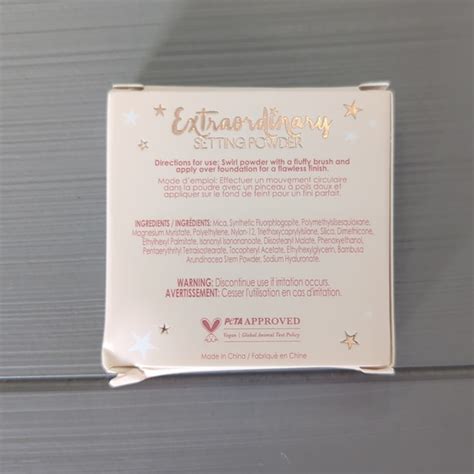 Extraordinary
SETTING POWDER
Directions for use: Swirl powder with a fluffy brush and
apply over foundation for a flawless finish.
Mode d'emploi: Effectuer un mouvement circulaire
dans la poudre avec un pinceau à poils doux et
appliquer sur le fond de teint pour un fini parfait.
INGREDIENTS / INGRÉDIENTS: Mica, Synthetic Fluorphlogopite, Polymethylsilsesquioxane,
Magnesium Myristate, Polyethylene, Nylon-12, Triethoxycaprylylsilane, Silica, Dimethicone,
Ethylhexyl Palmitate, Isononyl Isononanoate, Diisostearyl Malate, Phenoxyethanol,
Pentaerythrityl Tetraisostearate, Tocopheryl Acetate, Ethylhexylglycerin, Bambusa
Arundinacea Stem Powder, Sodium Hyaluronate.
WARNING: Discontinue use if irritation occurs.
AVERTISSEMENT: Cesser l'utilisation en cas d'irritation.
PeTA APPROVED
Vegan | Global Animal Test Policy
Made in China / Fabriqué en Chine